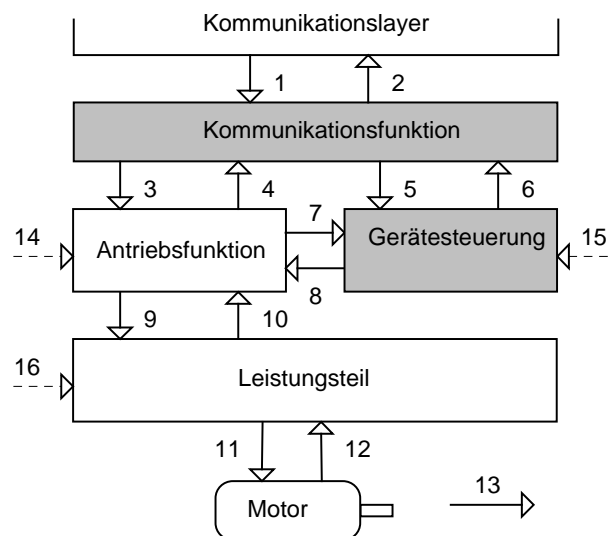 Kommunikationslayer
1 2
Kommunikationsfunktion
3 4 5 6
7
14 Antriebsfunktion Gerätesteuerung 15
8
9 10
16 Leistungsteil
11 12
Motor 13